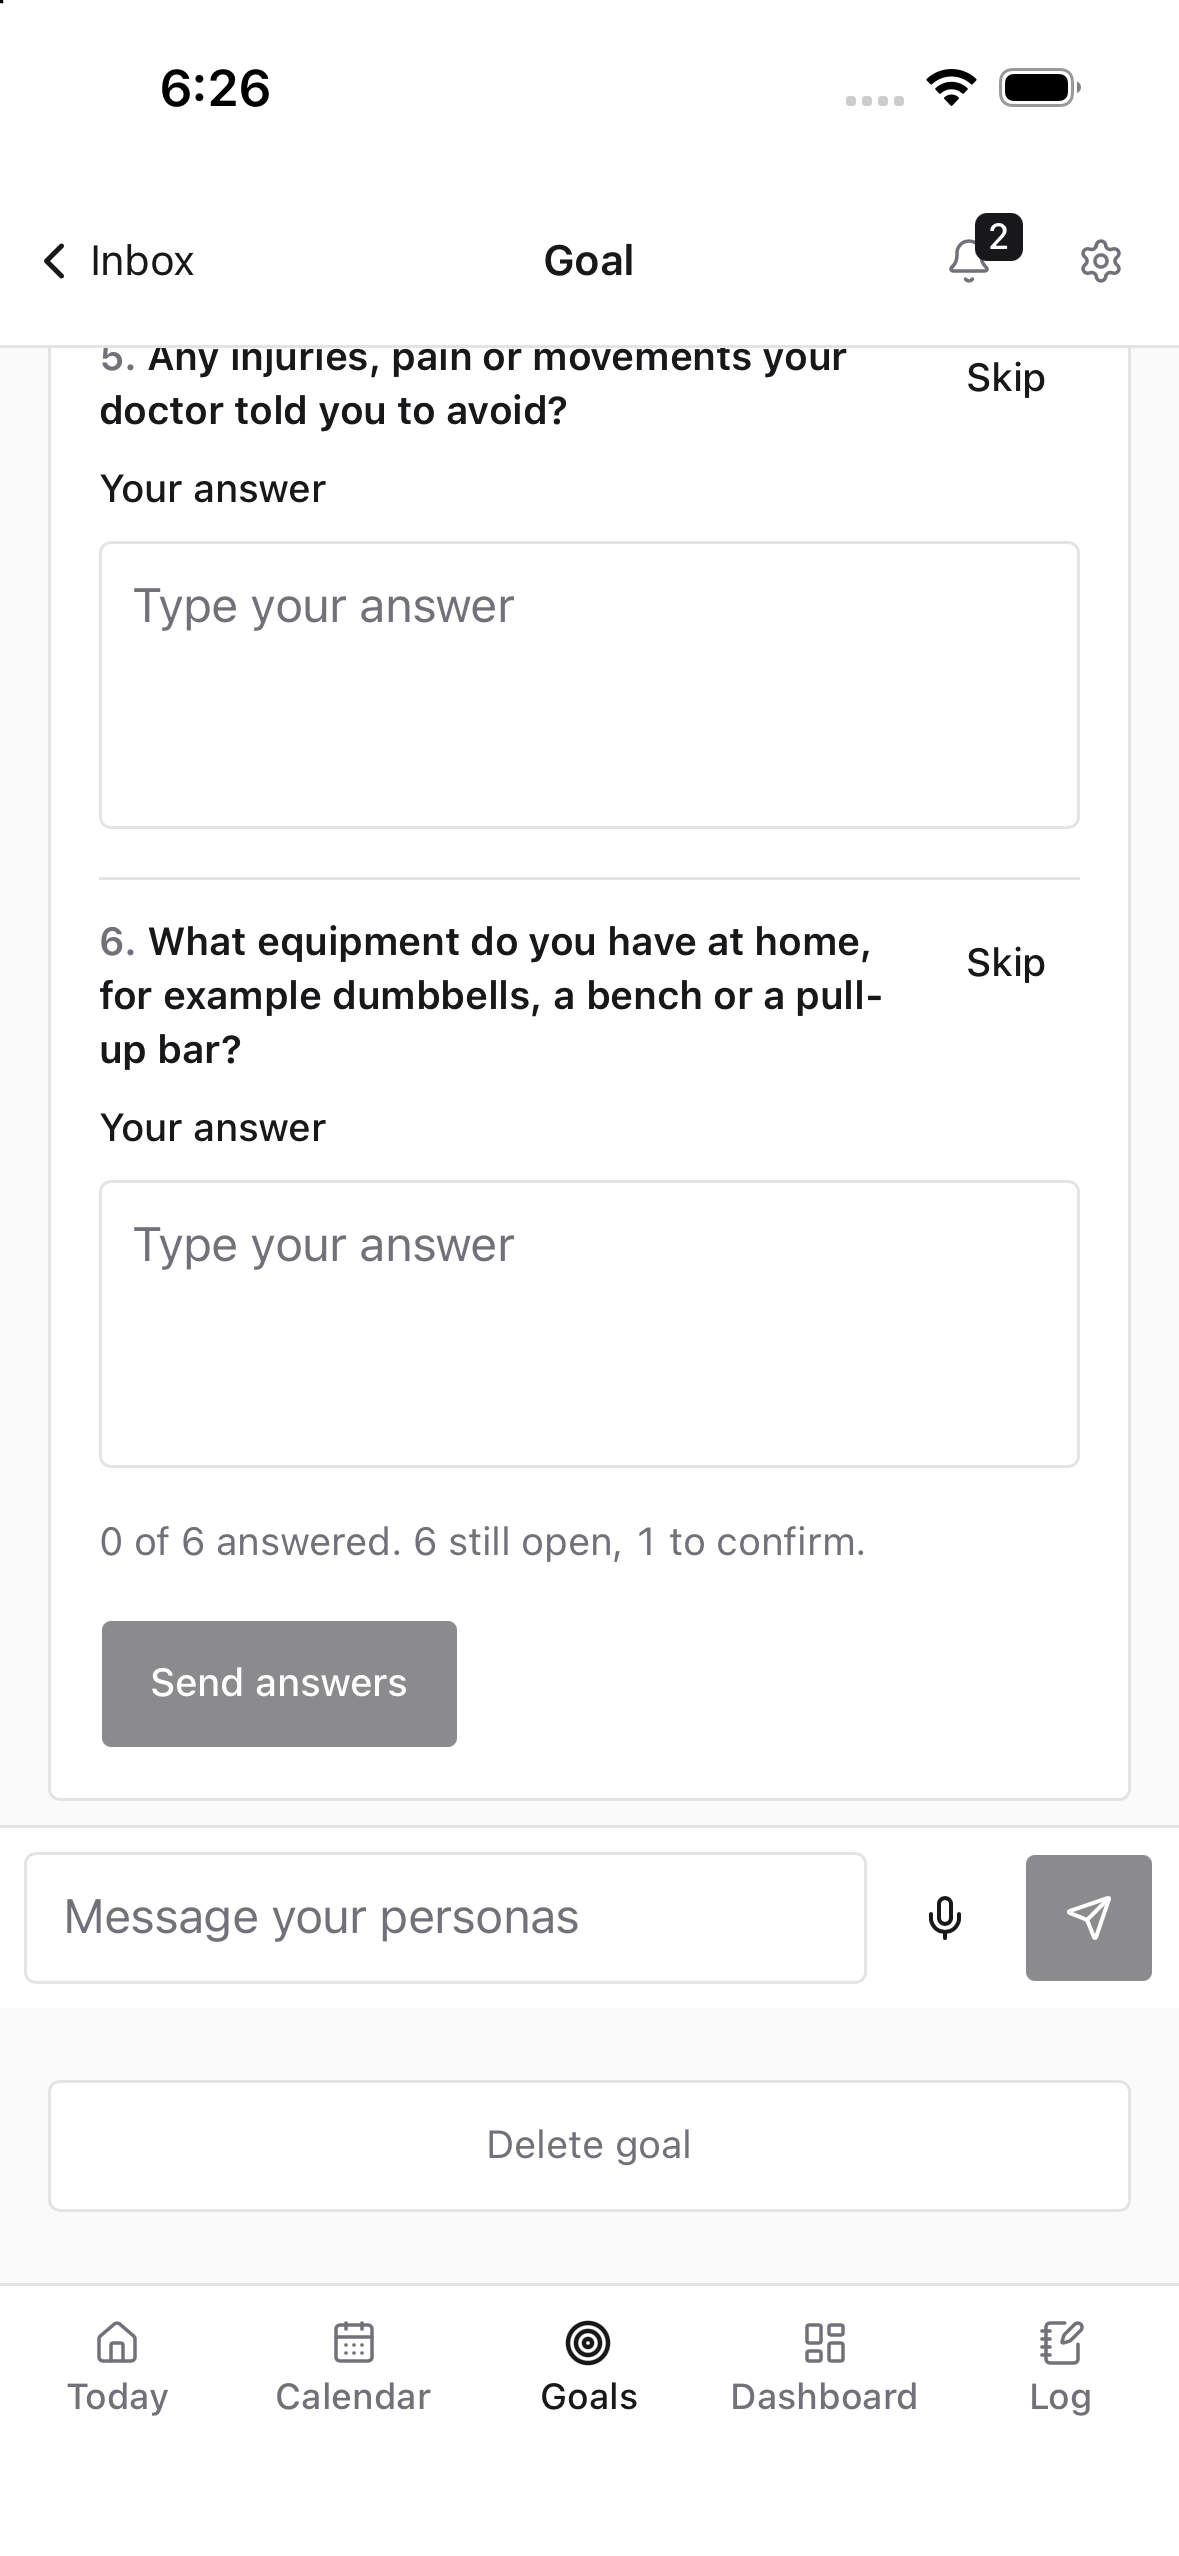 6:26
Inbox
Goal
2
5. Any injuries, pain or movements your
doctor told you to avoid?
Skip
Your answer
Type your answer
6. What equipment do you have at home,
for example dumbbells, a bench or a pull-
up bar?
Skip
Your answer
Type your answer
0 of 6 answered. 6 still open, 1 to confirm.
Send answers
Message your personas
Delete goal
Today
Calendar
Goals
Dashboard
Log